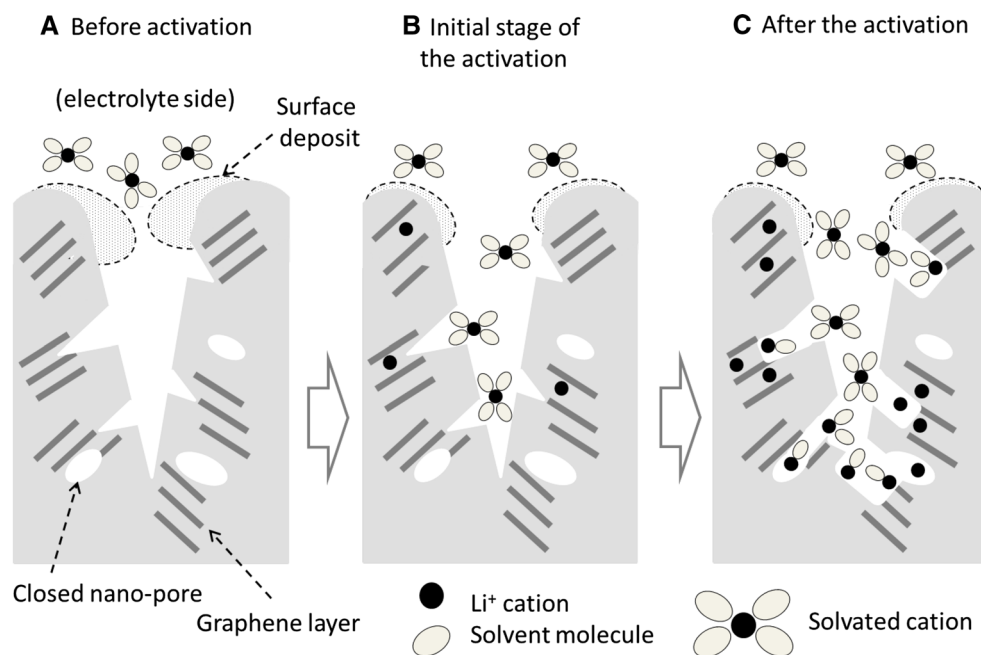 A Before activation
B Initial stage of
the activation
C After the activation
(electrolyte side)
Surface
deposit
Closed nano-pore
Graphene layer
Li⁺ cation
Solvent molecule
Solvated cation